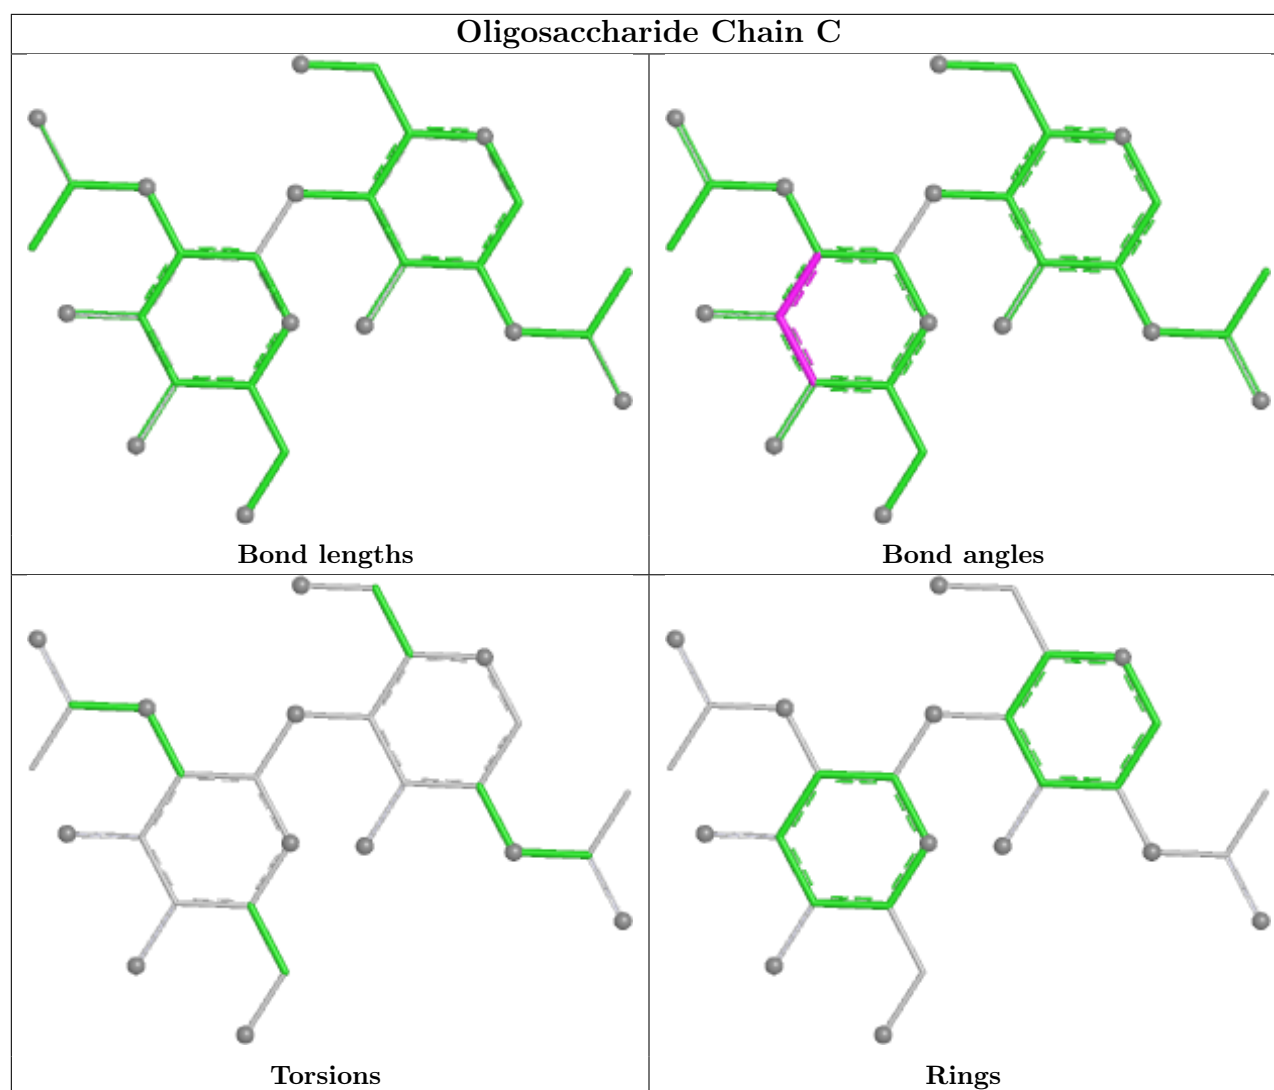 Oligosaccharide Chain C
Bond lengths
Bond angles
Torsions
Rings